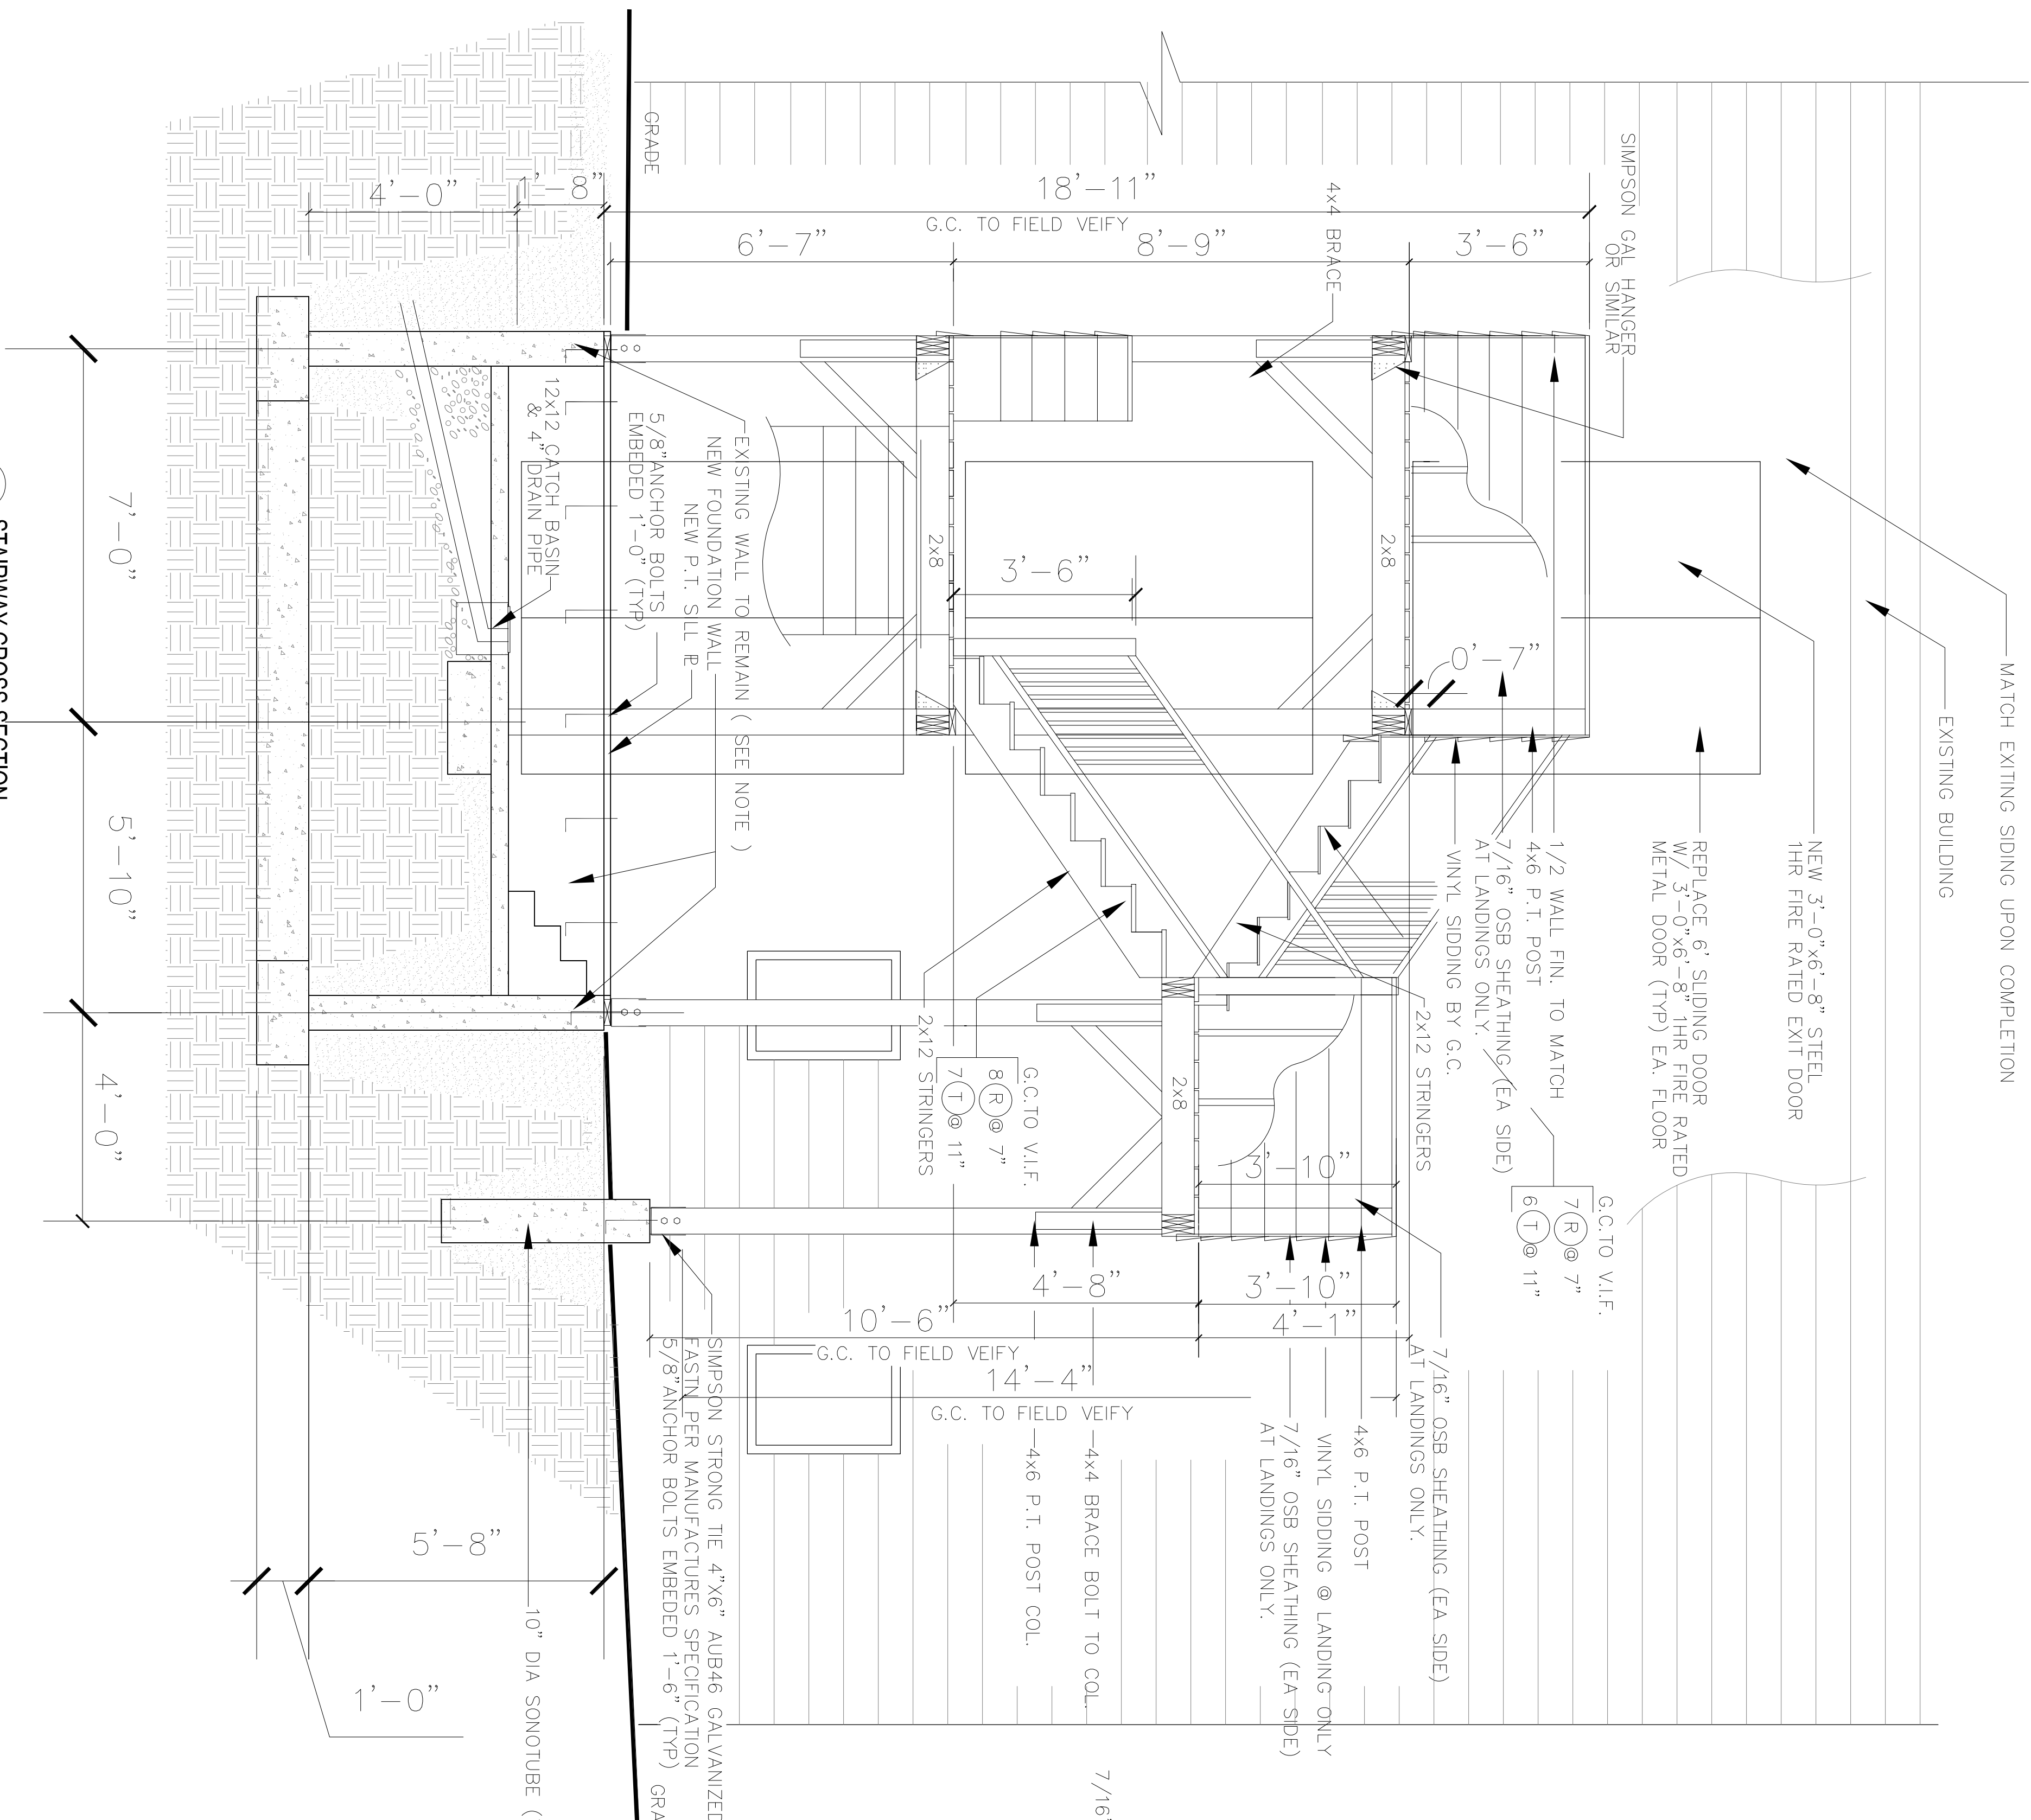 MATCH EXITING SIDING UPON COMPLETION
EXISTING BUILDING
NEW 3'-0"x6'-8" STEEL
1HR FIRE RATED EXIT DOOR
REPLACE 6' SLIDING DOOR
W/ 3'-0"x6'-8" 1HR FIRE RATED
METAL DOOR (TYP) EA. FLOOR
SIMPSON GAL HANGER
OR SIMILAR
G.C.TO V.I.F.
7 R @ 7"
6 T @ 11"
1/2 WALL FIN. TO MATCH
4x6 P.T. POST
7/16" OSB SHEATHING (EA SIDE)
AT LANDINGS ONLY.
VINYL SIDDING BY G.C.
2x12 STRINGERS
7/16" OSB SHEATHING (EA SIDE)
AT LANDINGS ONLY.
4x6 P.T. POST
VINYL SIDDING @ LANDING ONLY
7/16" OSB SHEATHING (EA SIDE)
AT LANDINGS ONLY.
4x4 BRACE
4x4 BRACE BOLT TO COL.
4x6 P.T. POST COL.
7/16"
2x8
2x8
2x8
G.C.TO V.I.F.
8 R @ 7"
7 T @ 11"
2x12 STRINGERS
EXISTING WALL TO REMAIN ( SEE NOTE )
NEW FOUNDATION WALL
NEW P.T. SILL PL
5/8" ANCHOR BOLTS
EMBEDED 1'-0" (TYP)
12x12 CATCH BASIN
& 4" DRAIN PIPE
GRADE
SIMPSON STRONG TIE 4"X6" AUB46 GALVANIZED
FASTN PER MANUFACTURES SPECIFICATION
5/8" ANCHOR BOLTS EMBEDED 1'-6" (TYP)
GRA
10" DIA SONOTUBE (
18'-11"
G.C. TO FIELD VEIFY
6'-7"
8'-9"
3'-6"
4'-0"
1'-8"
3'-6"
0'-7"
3'-10"
3'-10"
4'-8"
4'-1"
10'-6"
G.C. TO FIELD VEIFY
14'-4"
G.C. TO FIELD VEIFY
5'-8"
1'-0"
7'-0"
5'-10"
4'-0"
STAIRWAY CROSS SECTION